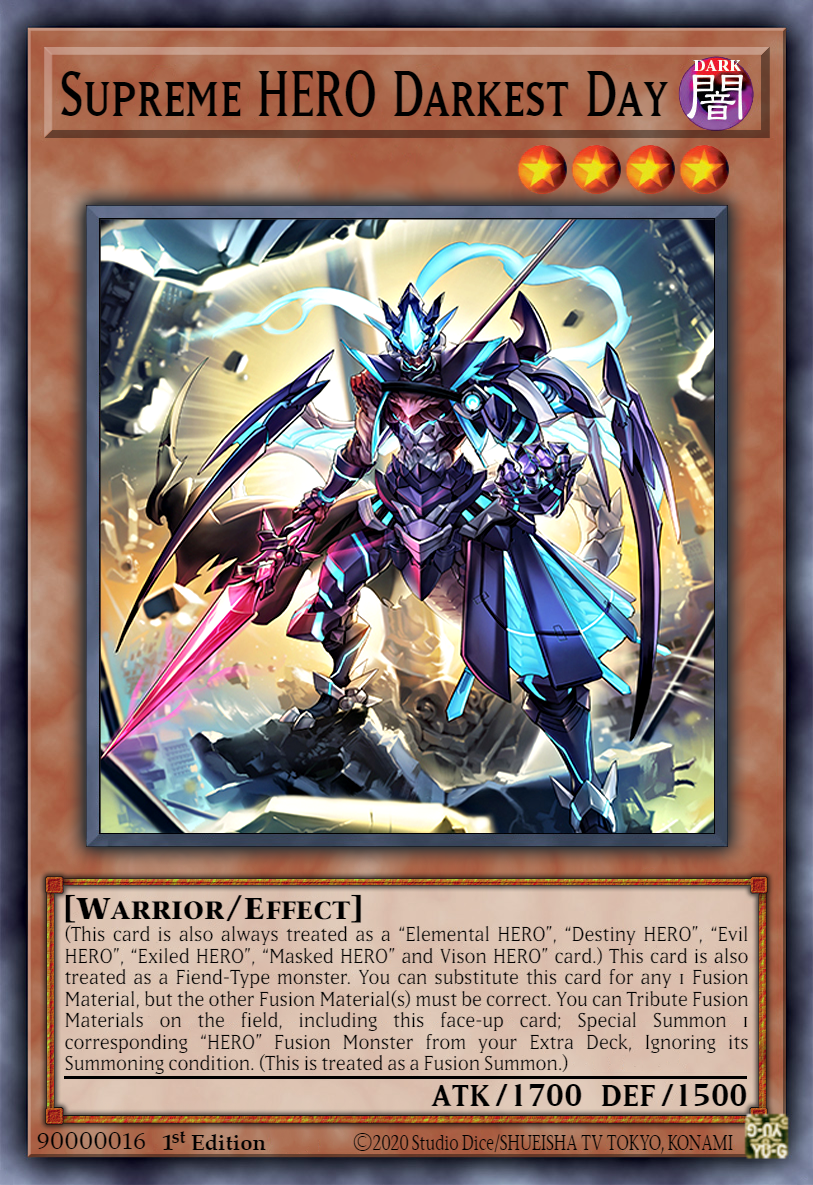 Supreme HERO Darkest Day
DARK
闇
[Warrior/Effect]
(This card is also always treated as a “Elemental HERO”, “Destiny HERO”, “Evil
HERO”, “Exiled HERO”, “Masked HERO” and Vison HERO” card.) This card is also
treated as a Fiend-Type monster. You can substitute this card for any 1 Fusion
Material, but the other Fusion Material(s) must be correct. You can Tribute Fusion
Materials on the field, including this face-up card; Special Summon 1
corresponding “HERO” Fusion Monster from your Extra Deck, Ignoring its
Summoning condition. (This is treated as a Fusion Summon.)
ATK/1700 DEF/1500
90000016 1st Edition ©2020 Studio Dice/SHUEISHA TV TOKYO, KONAMI